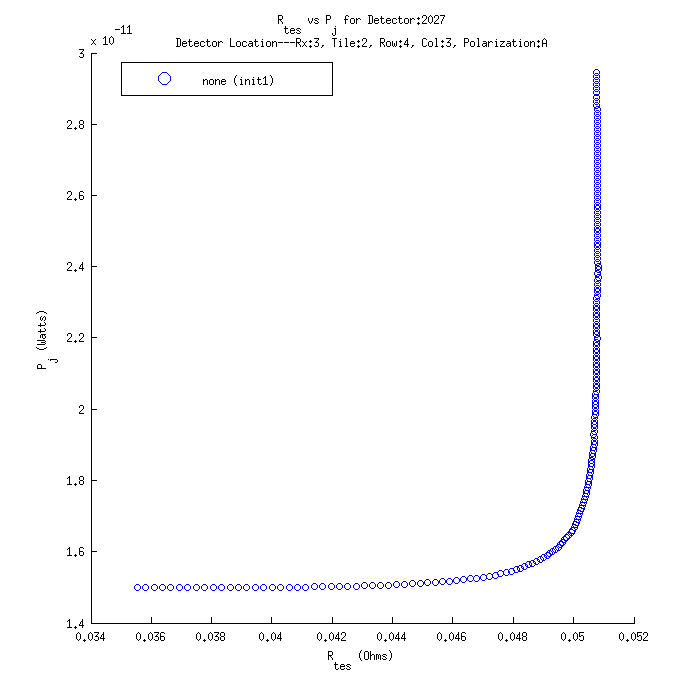 R_tes vs P_j for Detector:2027
Detector Location---Rx:3, Tile:2, Row:4, Col:3, Polarization:A
x 10^-11
none (init1)
3
2.8
2.6
2.4
2.2
2
1.8
1.6
1.4
P_j (Watts)
0.034 0.036 0.038 0.04 0.042 0.044 0.046 0.048 0.05 0.052
R_tes (Ohms)